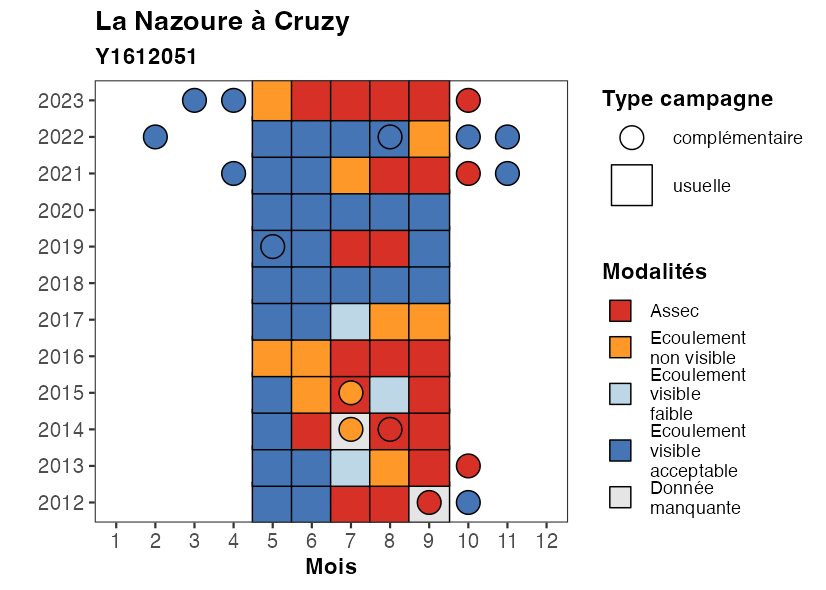 La Nazoure à Cruzy
Y1612051
2023
2022
2021
2020
2019
2018
2017
2016
2015
2014
2013
2012
1 2 3 4 5 6 7 8 9 10 11 12
Mois
Type campagne
complémentaire
usuelle
Modalités
Assec
Ecoulement
non visible
Ecoulement
visible
faible
Ecoulement
visible
acceptable
Donnée
manquante